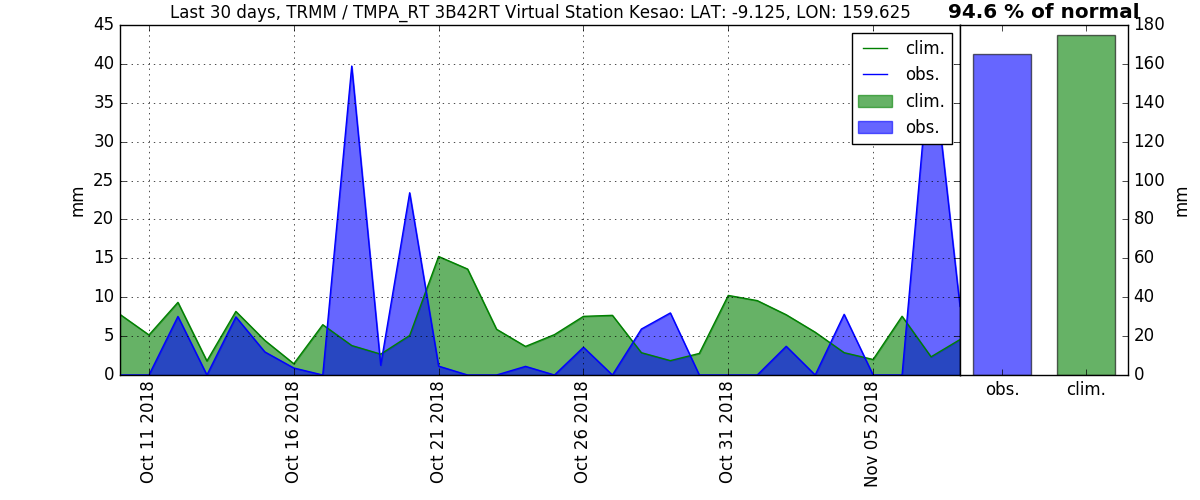 Last 30 days, TRMM / TMPA_RT 3B42RT Virtual Station Kesao: LAT: -9.125, LON: 159.625
94.6 % of normal
45
40
35
30
25
20
15
10
5
0
mm
clim.
obs.
clim.
obs.
Oct 11 2018
Oct 16 2018
Oct 21 2018
Oct 26 2018
Oct 31 2018
Nov 05 2018
180
160
140
120
100
80
60
40
20
0
mm
obs.
clim.